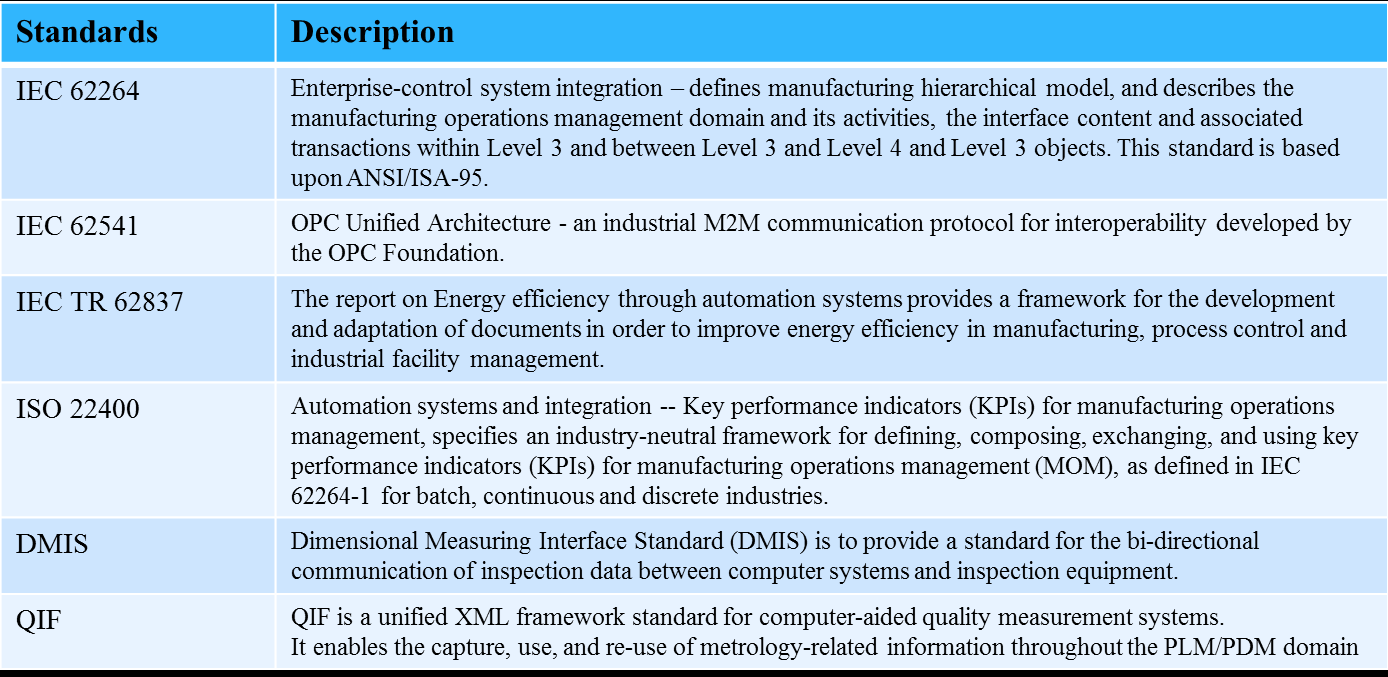 Standards Description
IEC 62264 Enterprise-control system integration – defines manufacturing hierarchical model, and describes the
manufacturing operations management domain and its activities, the interface content and associated
transactions within Level 3 and between Level 3 and Level 4 and Level 3 objects. This standard is based
upon ANSI/ISA-95.
IEC 62541 OPC Unified Architecture - an industrial M2M communication protocol for interoperability developed by
the OPC Foundation.
IEC TR 62837 The report on Energy efficiency through automation systems provides a framework for the development
and adaptation of documents in order to improve energy efficiency in manufacturing, process control and
industrial facility management.
ISO 22400 Automation systems and integration -- Key performance indicators (KPIs) for manufacturing operations
management, specifies an industry-neutral framework for defining, composing, exchanging, and using key
performance indicators (KPIs) for manufacturing operations management (MOM), as defined in IEC
62264-1 for batch, continuous and discrete industries.
DMIS Dimensional Measuring Interface Standard (DMIS) is to provide a standard for the bi-directional
communication of inspection data between computer systems and inspection equipment.
QIF QIF is a unified XML framework standard for computer-aided quality measurement systems.
It enables the capture, use, and re-use of metrology-related information throughout the PLM/PDM domain